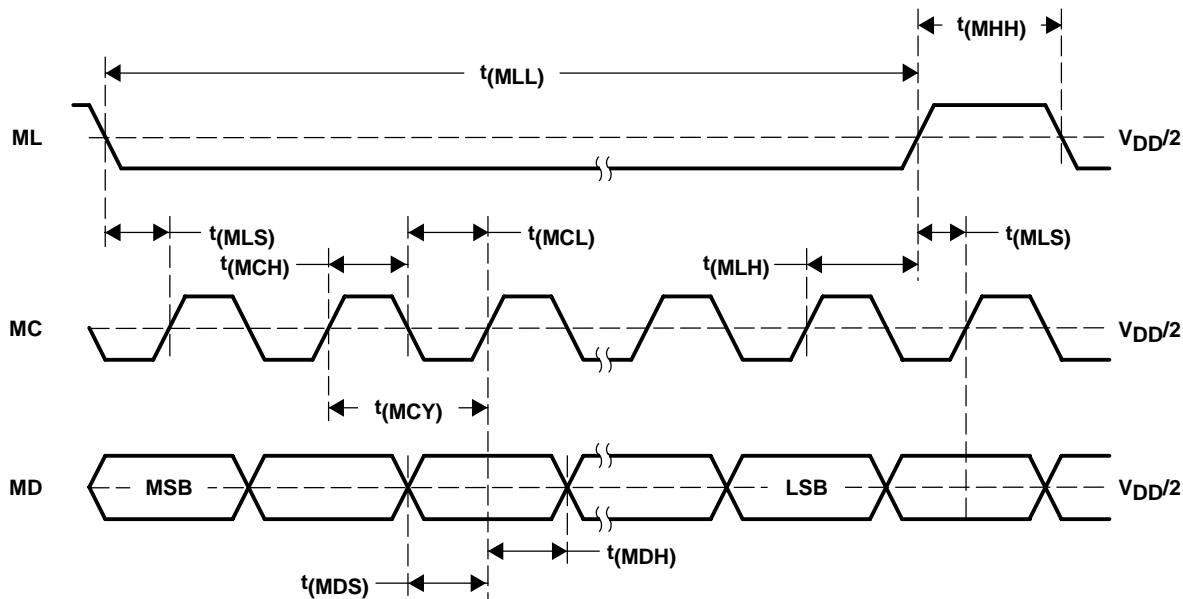 t(MHH)
t(MLL)
ML
VDD/2
t(MLS)
t(MCL)
t(MLS)
t(MCH)
t(MLH)
MC
VDD/2
t(MCY)
MD
MSB
LSB
VDD/2
t(MDH)
t(MDS)